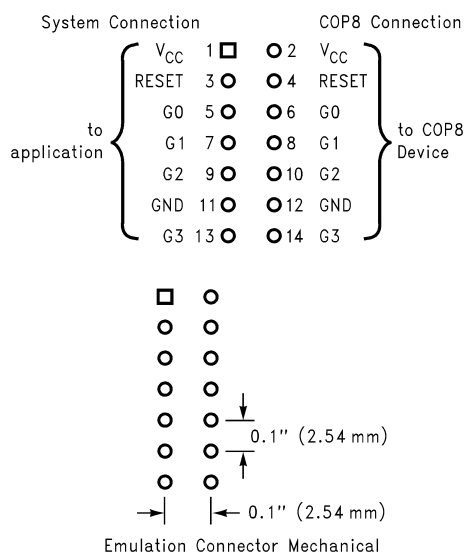 System Connection COP8 Connection
VCC 1 2 VCC
RESET 3 4 RESET
G0 5 6 G0
to application
G1 7 8 G1
to COP8 Device
G2 9 10 G2
GND 11 12 GND
G3 13 14 G3
0.1" (2.54 mm)
0.1" (2.54 mm)
Emulation Connector Mechanical